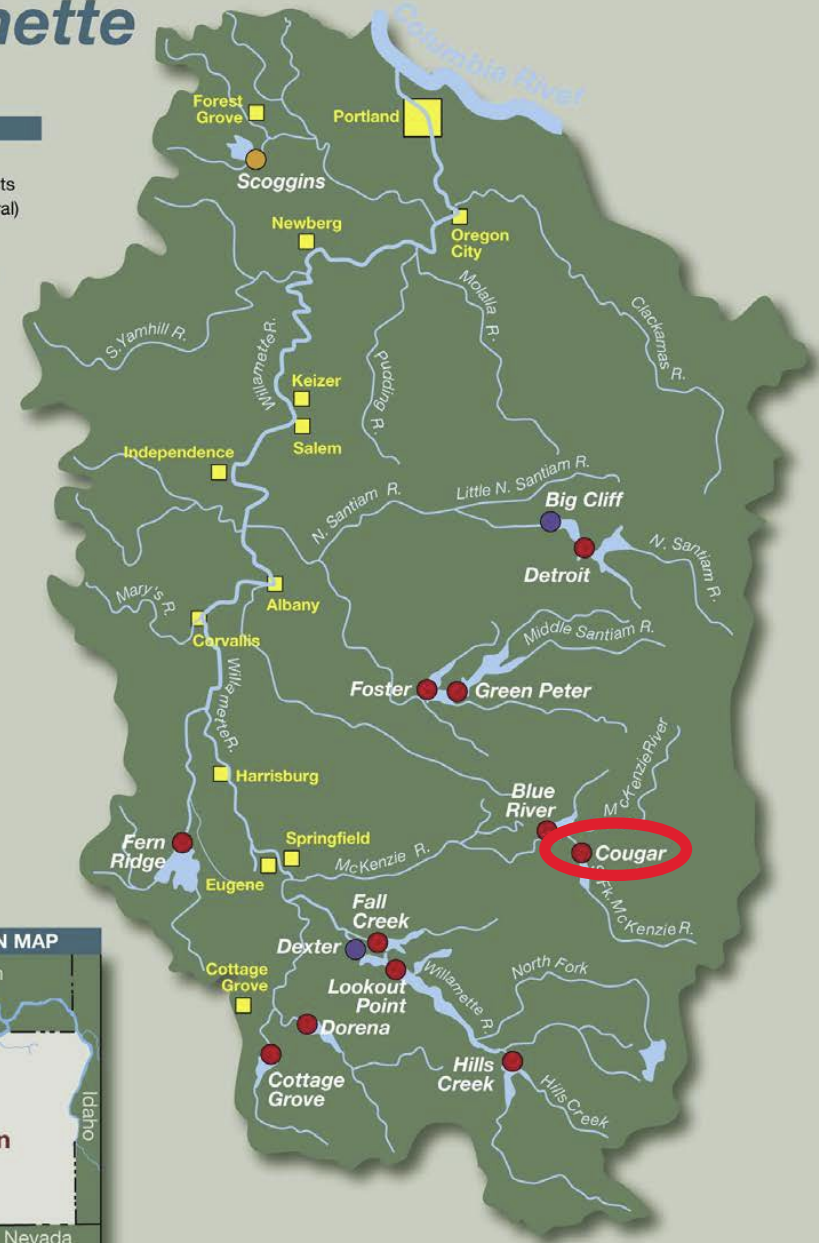 Columbia River
Forest
Grove
Portland
Scoggins
Newberg
Oregon
City
S.Yamhill R.
Willamette R.
Molalla R.
Pudding R.
Clackamas R.
Keizer
Salem
Independence
N. Santiam R.
Little N. Santiam R.
Big Cliff
Detroit
N. Santiam R.
Mary's R.
Albany
Corvallis
Willamette R.
Middle Santiam R.
Foster
Green Peter
Harrisburg
Blue
River
McKenzie River
Fern
Ridge
Springfield
Eugene
McKenzie R.
Cougar
Fk. McKenzie R.
Fall
Creek
Dexter
Lookout
Point
Willamette R.
North Fork
Cottage
Grove
Dorena
Cottage
Grove
Hills
Creek
Hills Creek
MAP
Idaho
Nevada